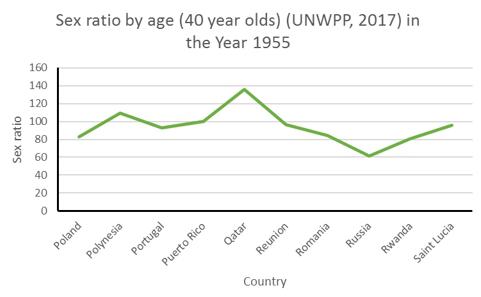 Sex ratio by age (40 year olds) (UNWPP, 2017) in
the Year 1955
160
140
120
100
80
60
40
20
0
Sex ratio
Poland
Polynesia
Portugal
Puerto Rico
Qatar
Reunion
Romania
Russia
Rwanda
Saint Lucia
Country